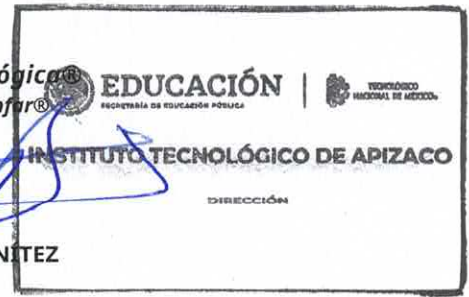 ógica®
ofar®
EDUCACIÓN
SECRETARÍA DE EDUCACIÓN PÚBLICA
TECNOLÓGICO
NACIONAL DE MÉXICO®
INSTITUTO TECNOLÓGICO DE APIZACO
DIRECCIÓN
NÍTEZ